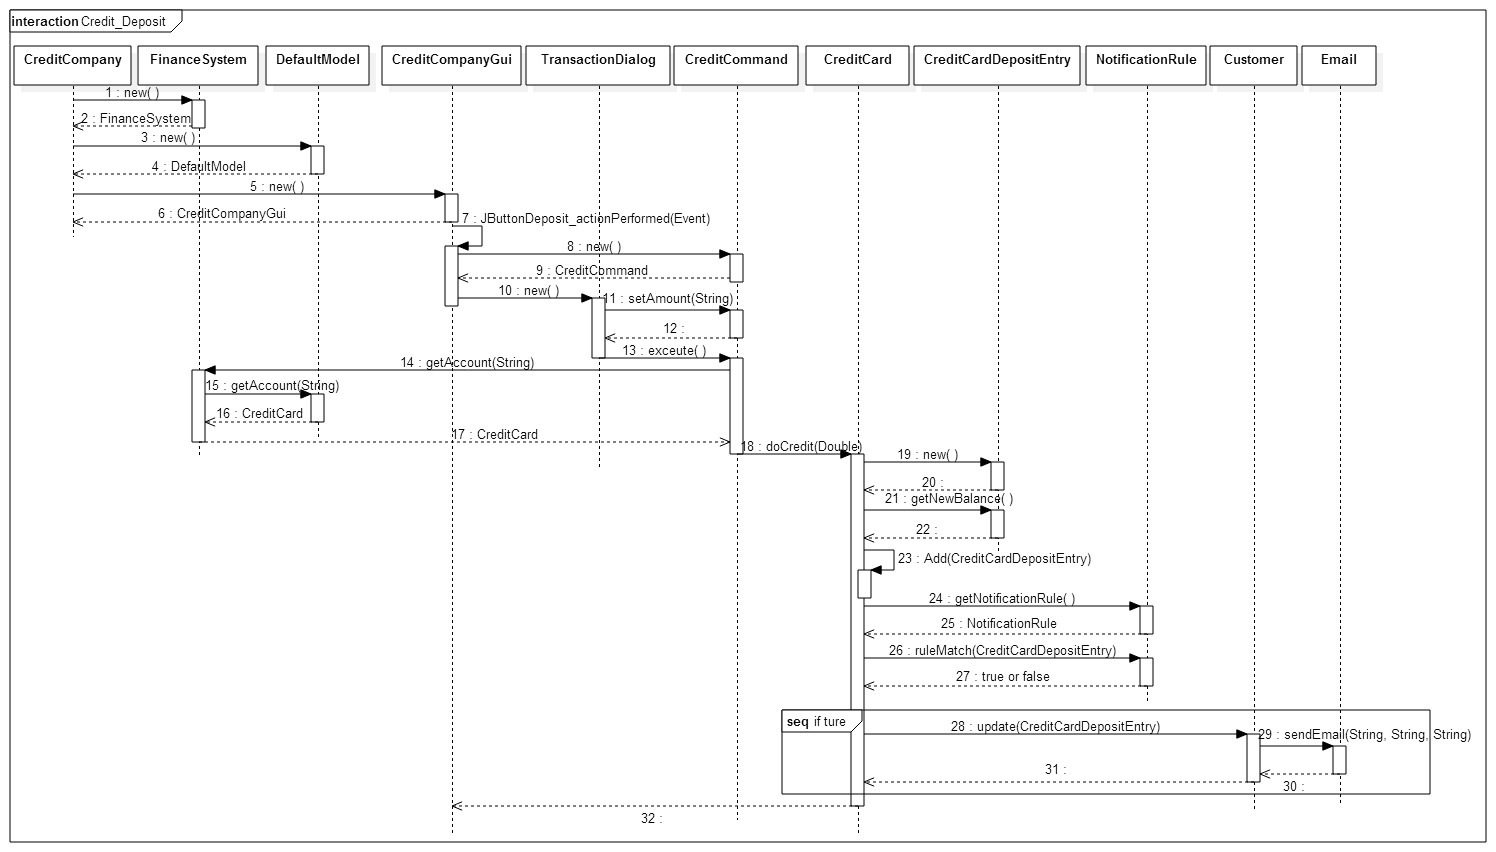 interaction Credit_Deposit
CreditCompany
FinanceSystem
DefaultModel
CreditCompanyGui
TransactionDialog
CreditCommand
CreditCard
CreditCardDepositEntry
NotificationRule
Customer
Email
1 : new( )
2 : FinanceSystem
3 : new( )
4 : DefaultModel
5 : new( )
6 : CreditCompanyGui
7 : JButtonDeposit_actionPerformed(Event)
8 : new( )
9 : CreditCommand
10 : new( )
11 : setAmount(String)
12 :
13 : exceute( )
14 : getAccount(String)
15 : getAccount(String)
16 : CreditCard
17 : CreditCard
18 : doCredit(Double)
19 : new( )
20 :
21 : getNewBalance( )
22 :
23 : Add(CreditCardDepositEntry)
24 : getNotificationRule( )
25 : NotificationRule
26 : ruleMatch(CreditCardDepositEntry)
27 : true or false
seq if ture
28 : update(CreditCardDepositEntry)
29 : sendEmail(String, String, String)
31 :
30 :
32 :